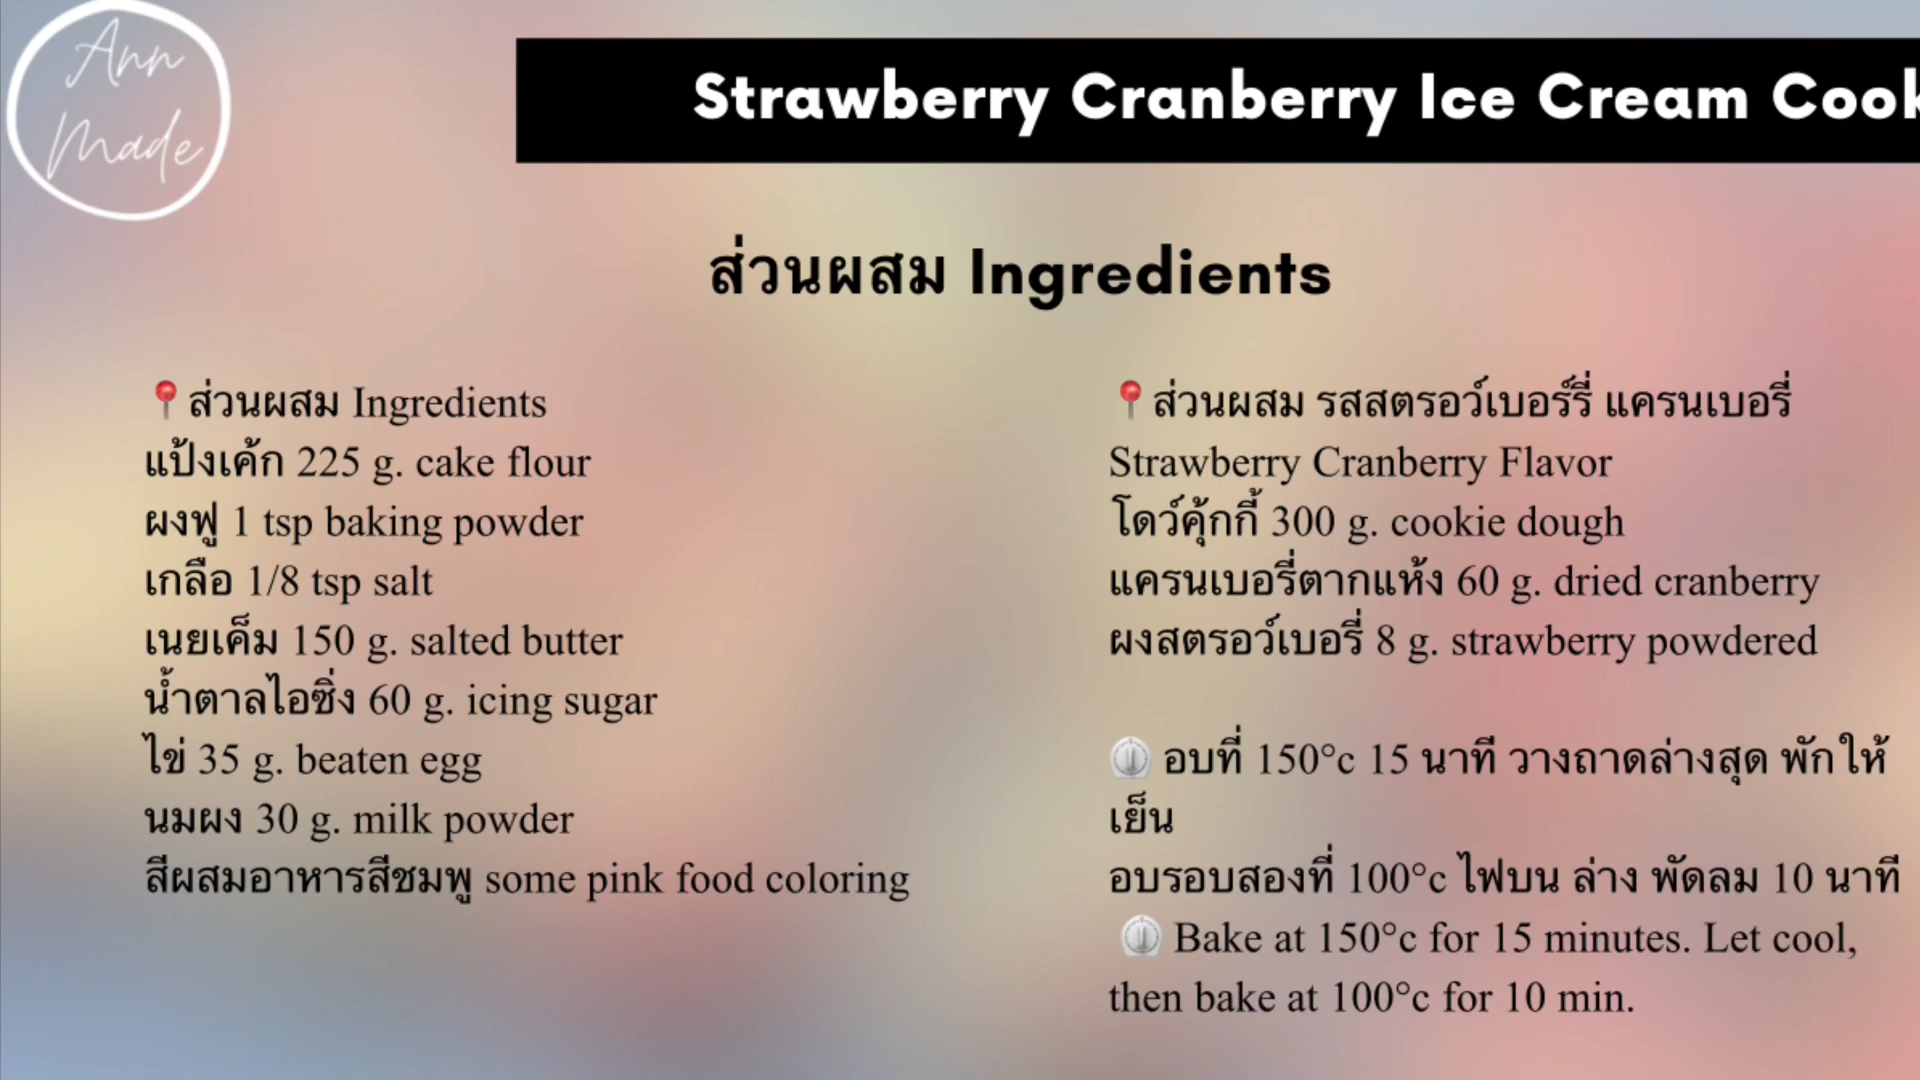 Ann
Made
Strawberry Cranberry Ice Cream Cook
ส่วนผสม Ingredients
📍ส่วนผสม Ingredients
แป้งเค้ก 225 g. cake flour
ผงฟู 1 tsp baking powder
เกลือ 1/8 tsp salt
เนยเค็ม 150 g. salted butter
น้ำตาลไอซิ่ง 60 g. icing sugar
ไข่ 35 g. beaten egg
นมผง 30 g. milk powder
สีผสมอาหารสีชมพู some pink food coloring
📍ส่วนผสม รสสตรอว์เบอร์รี่ แครนเบอรี่
Strawberry Cranberry Flavor
โดว์คุ้กกี้ 300 g. cookie dough
แครนเบอรี่ตากแห้ง 60 g. dried cranberry
ผงสตรอว์เบอรี่ 8 g. strawberry powdered
อบที่ 150°c 15 นาที วางถาดล่างสุด พักให้
เย็น
อบรอบสองที่ 100°c ไฟบน ล่าง พัดลม 10 นาที
Bake at 150°c for 15 minutes. Let cool,
then bake at 100°c for 10 min.